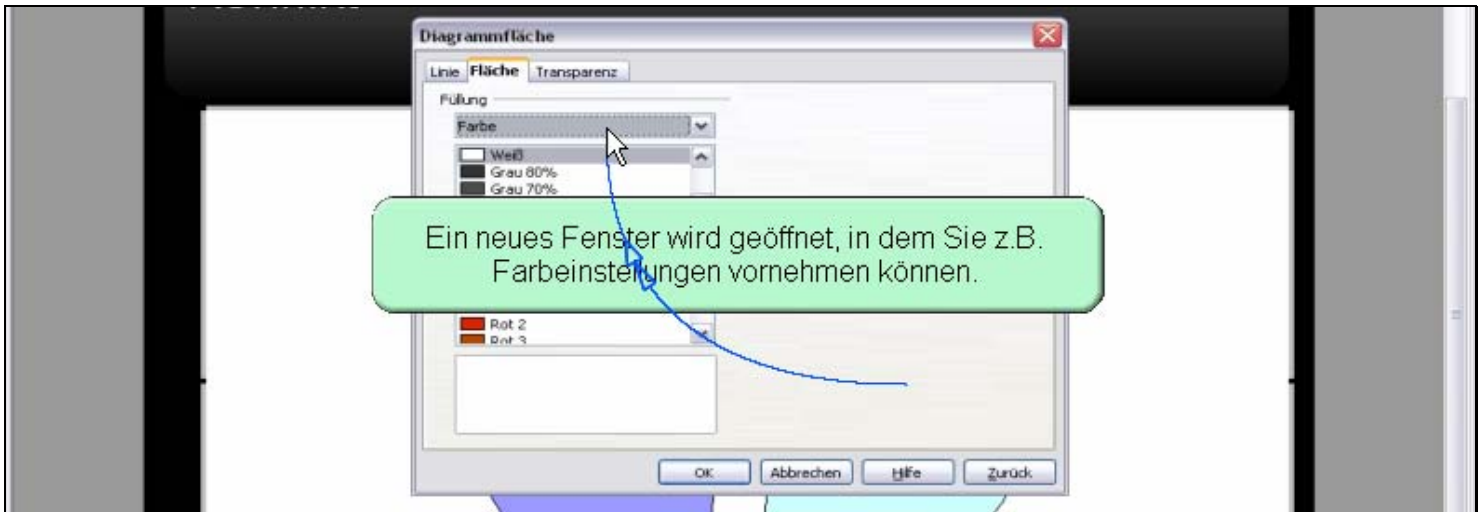 Diagrammfläche
Linie Fläche Transparenz
Füllung
Farbe
Weiß
Grau 80%
Grau 70%
Ein neues Fenster wird geöffnet, in dem Sie z.B.
Farbeinstellungen vornehmen können.
Rot 2
Rot 3
OK Abbrechen Hilfe Zurück